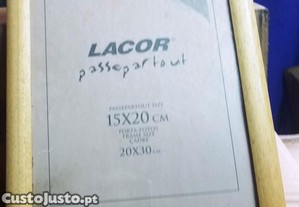 LACOR
passepartout
PASSEPARTOUT SIZE
15X20 CM
PORTA-FOTOS
FRAME SIZE
CADRE
20X30 CM
CustoJusto.pt